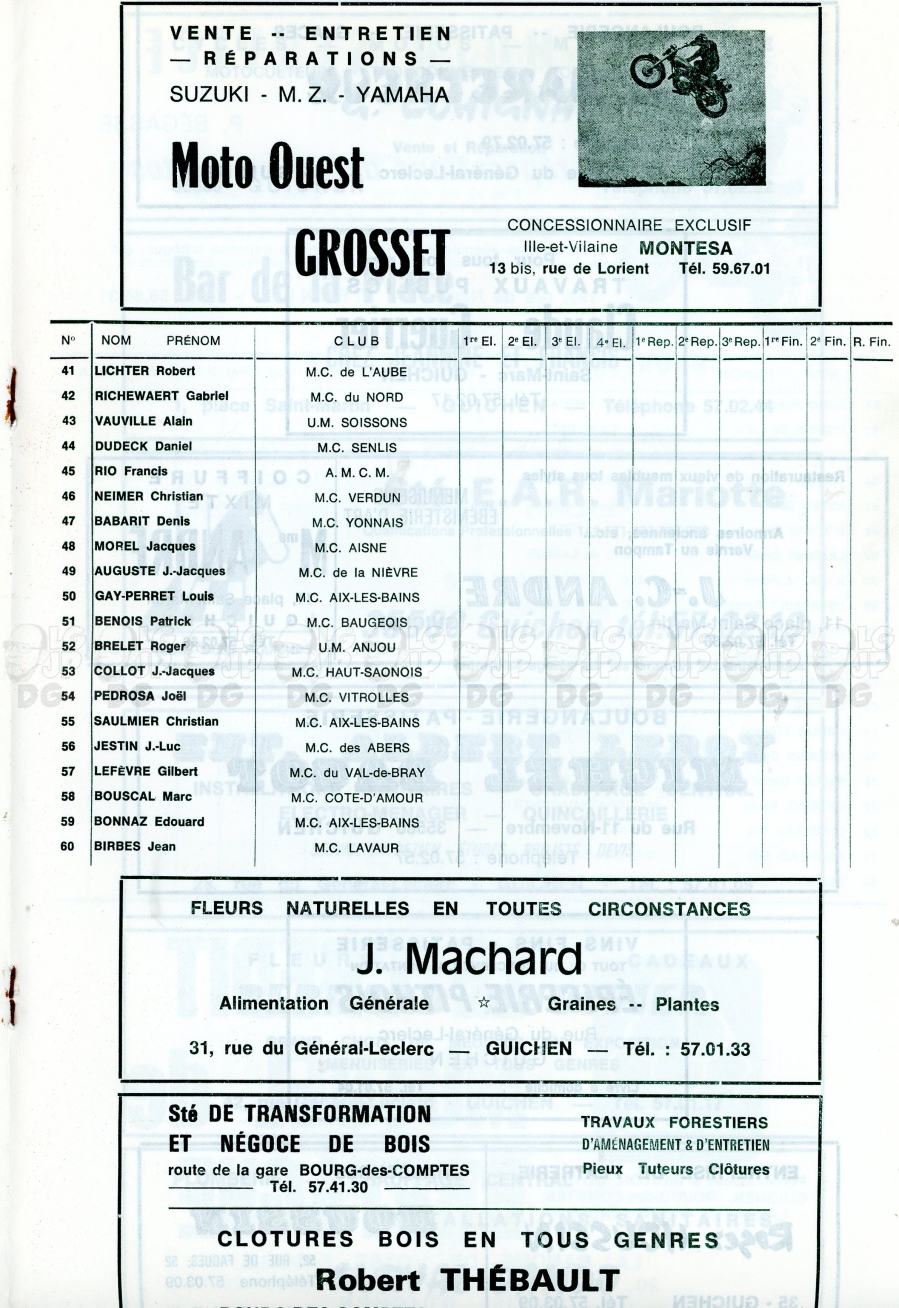 VENTE -- ENTRETIEN
— RÉPARATIONS —
SUZUKI - M.Z. - YAMAHA
Moto Ouest
GROSSET
CONCESSIONNAIRE EXCLUSIF
Ille-et-Vilaine MONTESA
13 bis, rue de Lorient Tél. 59.67.01
N° NOM PRÉNOM CLUB 1re El. 2e El. 3e El. 4e El. 1e Rep. 2e Rep. 3e Rep. 1re Fin. 2e Fin. R. Fin.
41 LICHTER Robert M.C. de L'AUBE
42 RICHEWAERT Gabriel M.C. du NORD
43 VAUVILLE Alain U.M. SOISSONS
44 DUDECK Daniel M.C. SENLIS
45 RIO Francis A.M.C.M.
46 NEIMER Christian M.C. VERDUN
47 BABARIT Denis M.C. YONNAIS
48 MOREL Jacques M.C. AISNE
49 AUGUSTE J.-Jacques M.C. de la NIÈVRE
50 GAY-PERRET Louis M.C. AIX-LES-BAINS
51 BENOIS Patrick M.C. BAUGEOIS
52 BRELET Roger U.M. ANJOU
53 COLLOT J.-Jacques M.C. HAUT-SAONOIS
54 PEDROSA Joël M.C. VITROLLES
55 SAULMIER Christian M.C. AIX-LES-BAINS
56 JESTIN J.-Luc M.C. des ABERS
57 LEFÈVRE Gilbert M.C. du VAL-de-BRAY
58 BOUSCAL Marc M.C. COTE-D'AMOUR
59 BONNAZ Edouard M.C. AIX-LES-BAINS
60 BIRBES Jean M.C. LAVAUR
FLEURS NATURELLES EN TOUTES CIRCONSTANCES
J. Machard
Alimentation Générale ☆ Graines -- Plantes
31, rue du Général-Leclerc — GUICHEN — Tél. : 57.01.33
Sté DE TRANSFORMATION
ET NÉGOCE DE BOIS
route de la gare BOURG-des-COMPTES
Tél. 57.41.30
TRAVAUX FORESTIERS
D'AMÉNAGEMENT & D'ENTRETIEN
Pieux Tuteurs Clôtures
CLOTURES BOIS EN TOUS GENRES
Robert THÉBAULT